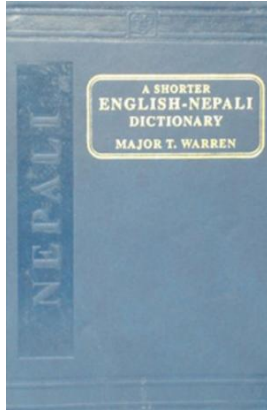 A SHORTER
ENGLISH-NEPALI
DICTIONARY
MAJOR T. WARREN
NEPALI